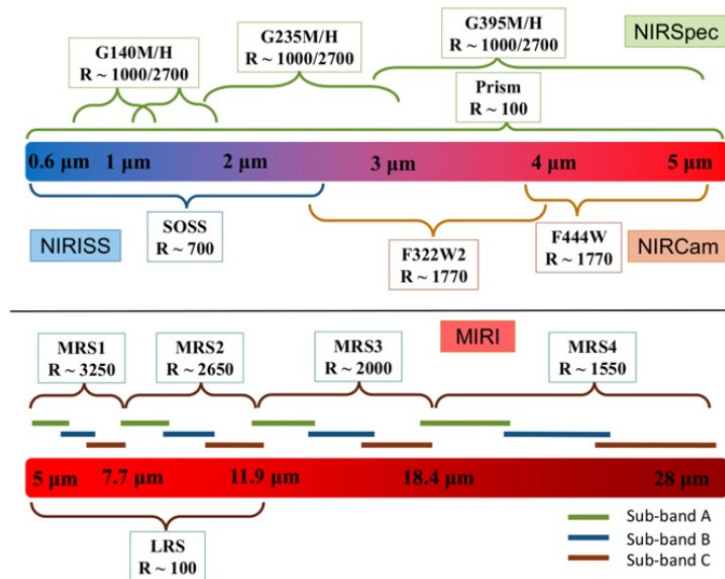 G140M/H
R ~ 1000/2700
G235M/H
R ~ 1000/2700
G395M/H
R ~ 1000/2700
NIRSpec
Prism
R ~ 100
0.6 μm
1 μm
2 μm
3 μm
4 μm
5 μm
NIRISS
SOSS
R ~ 700
F322W2
R ~ 1770
F444W
R ~ 1770
NIRCam
MIRI
MRS1
R ~ 3250
MRS2
R ~ 2650
MRS3
R ~ 2000
MRS4
R ~ 1550
5 μm
7.7 μm
11.9 μm
18.4 μm
28 μm
LRS
R ~ 100
Sub-band A
Sub-band B
Sub-band C